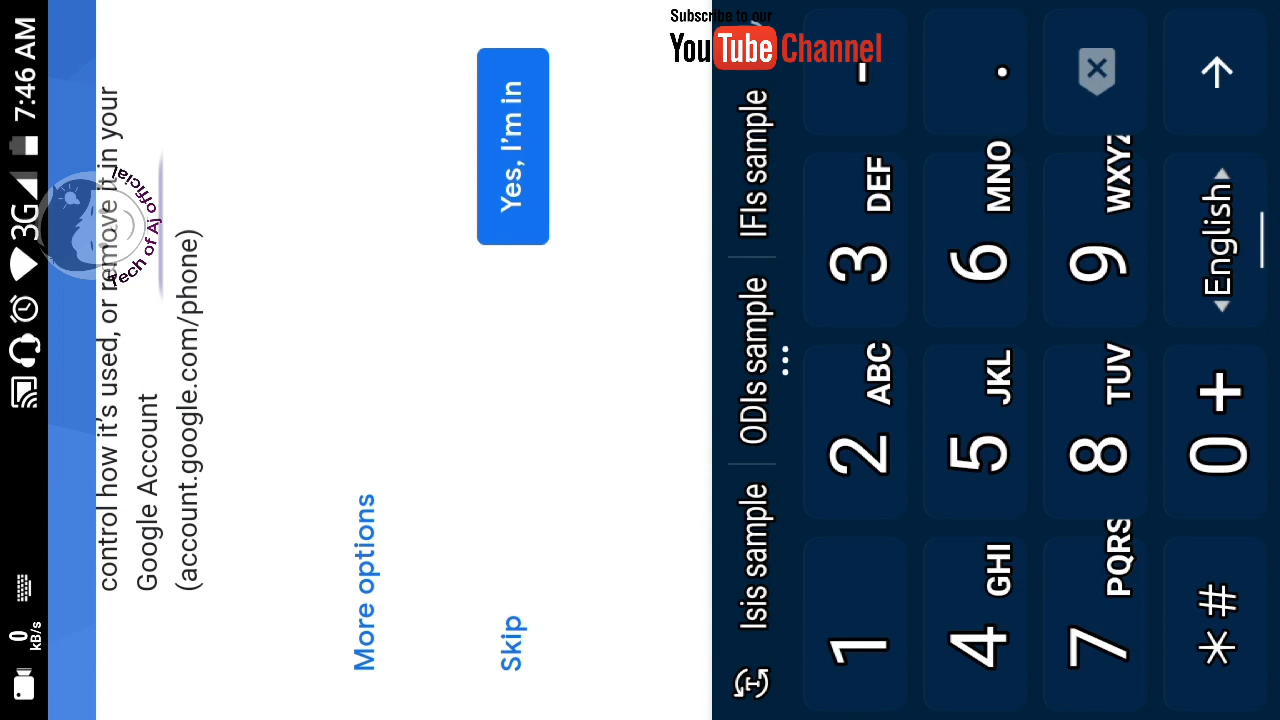 7:46 AM
3G
0
kB/s
Subscribe to our
YouTube Channel
Tech of Aj official
control how it's used, or remove it in your
Google Account
(account.google.com/phone)
More options
Skip
Yes, I'm in
Isis sample
ODIs sample
IFIs sample
1
2 ABC
3 DEF
-
4 GHI
5 JKL
6 MNO
.
7 PQRS
8 TUV
9 WXYZ
*#
0+
English